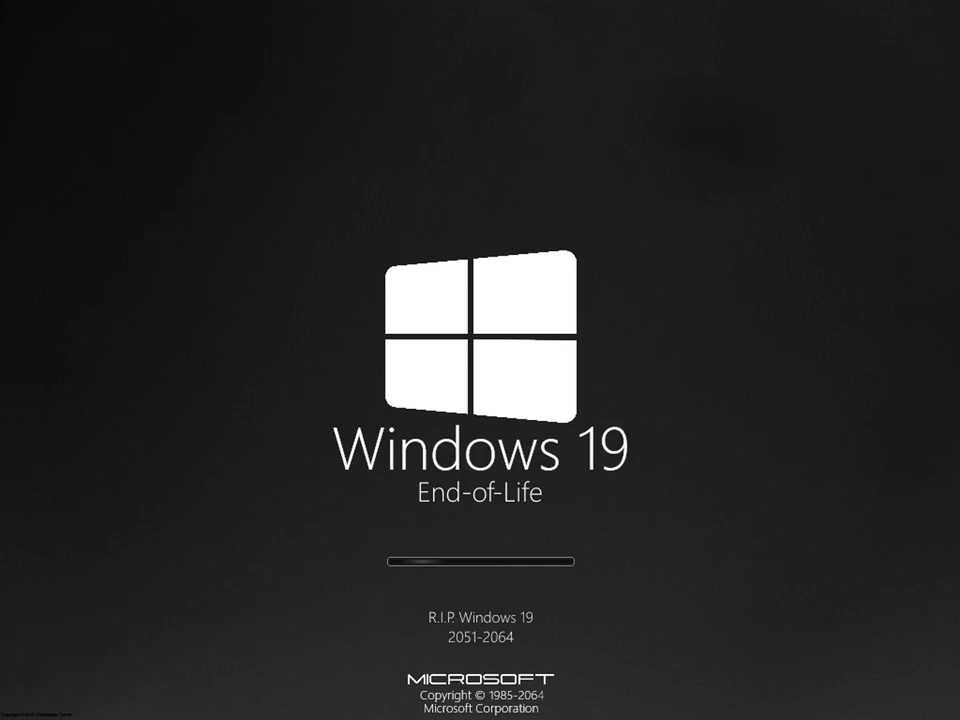 Windows 19
End-of-Life
R.I.P. Windows 19
2051-2064
MICROSOFT
Copyright © 1985-2064
Microsoft Corporation